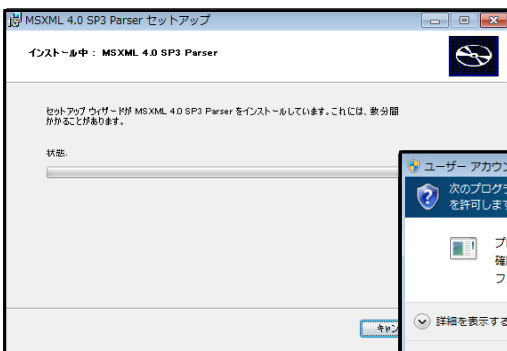 MSXML 4.0 SP3 Parser セットアップ
インストール中： MSXML 4.0 SP3 Parser
セットアップ ウィザードが MSXML 4.0 SP3 Parser をインストールしています。これには、数分間
かかることがあります。
状態:
キャン
ユーザー アカウン
次のプログラ
を許可します
プロ
確認
フ
詳細を表示する